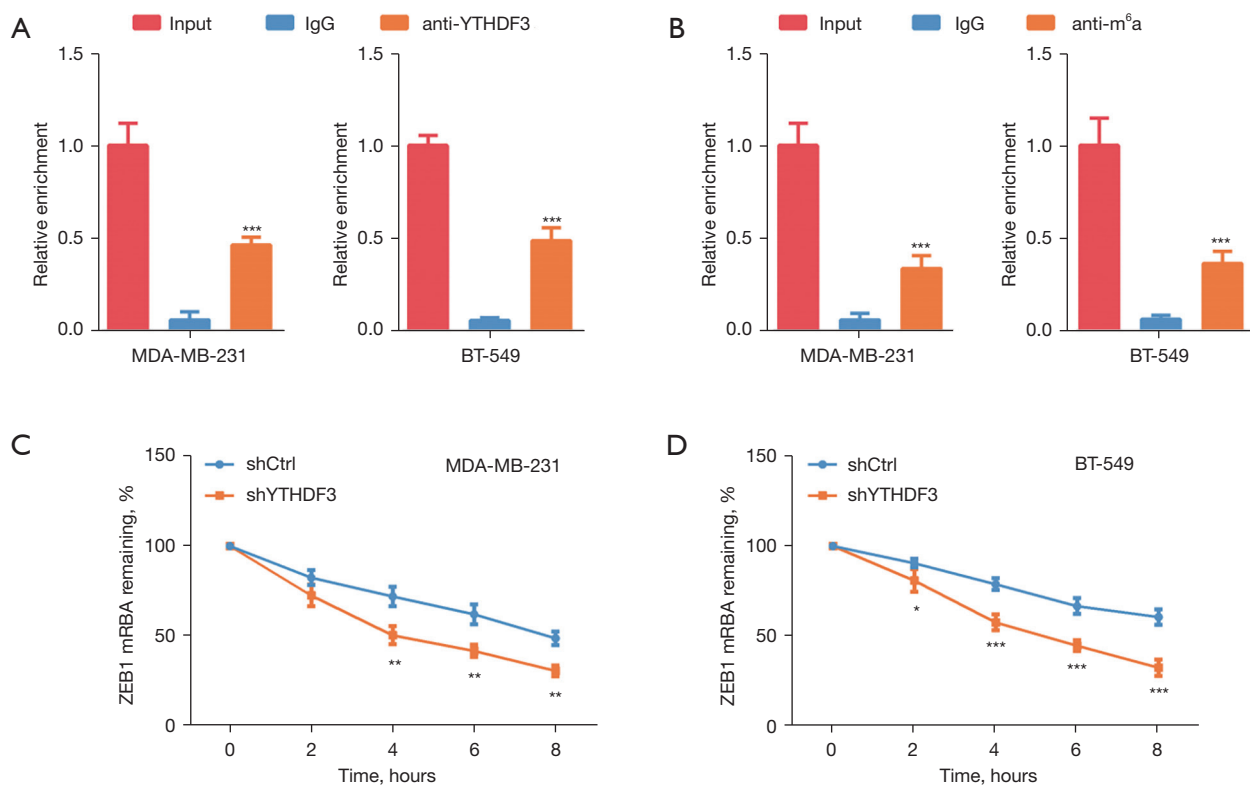 A
Input IgG anti-YTHDF3
Relative enrichment
1.5
1.0
0.5
0.0
***
MDA-MB-231
Relative enrichment
1.5
1.0
0.5
0.0
***
BT-549
B
Input IgG anti-m⁶a
Relative enrichment
1.5
1.0
0.5
0.0
***
MDA-MB-231
Relative enrichment
1.5
1.0
0.5
0.0
***
BT-549
C
ZEB1 mRBA remaining, %
150
100
50
0
shCtrl
shYTHDF3
MDA-MB-231
** ** **
0 2 4 6 8
Time, hours
D
ZEB1 mRBA remaining, %
150
100
50
0
shCtrl
shYTHDF3
BT-549
* *** *** ***
0 2 4 6 8
Time, hours